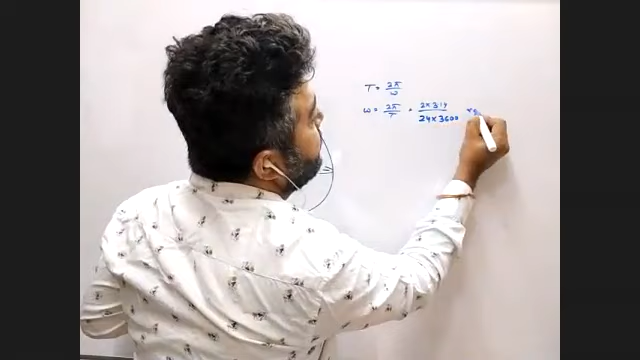 T = 2π/ω
ω = 2π/T = 2×3.14/24×3600